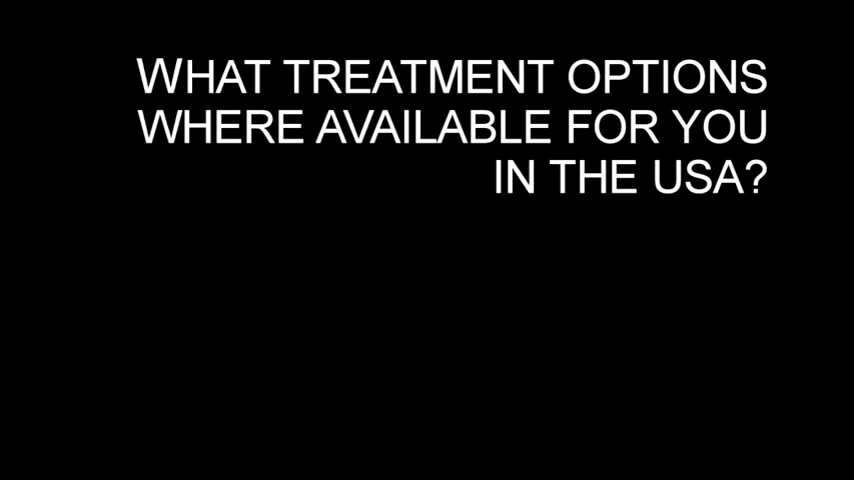 WHAT TREATMENT OPTIONS
WHERE AVAILABLE FOR YOU
IN THE USA?